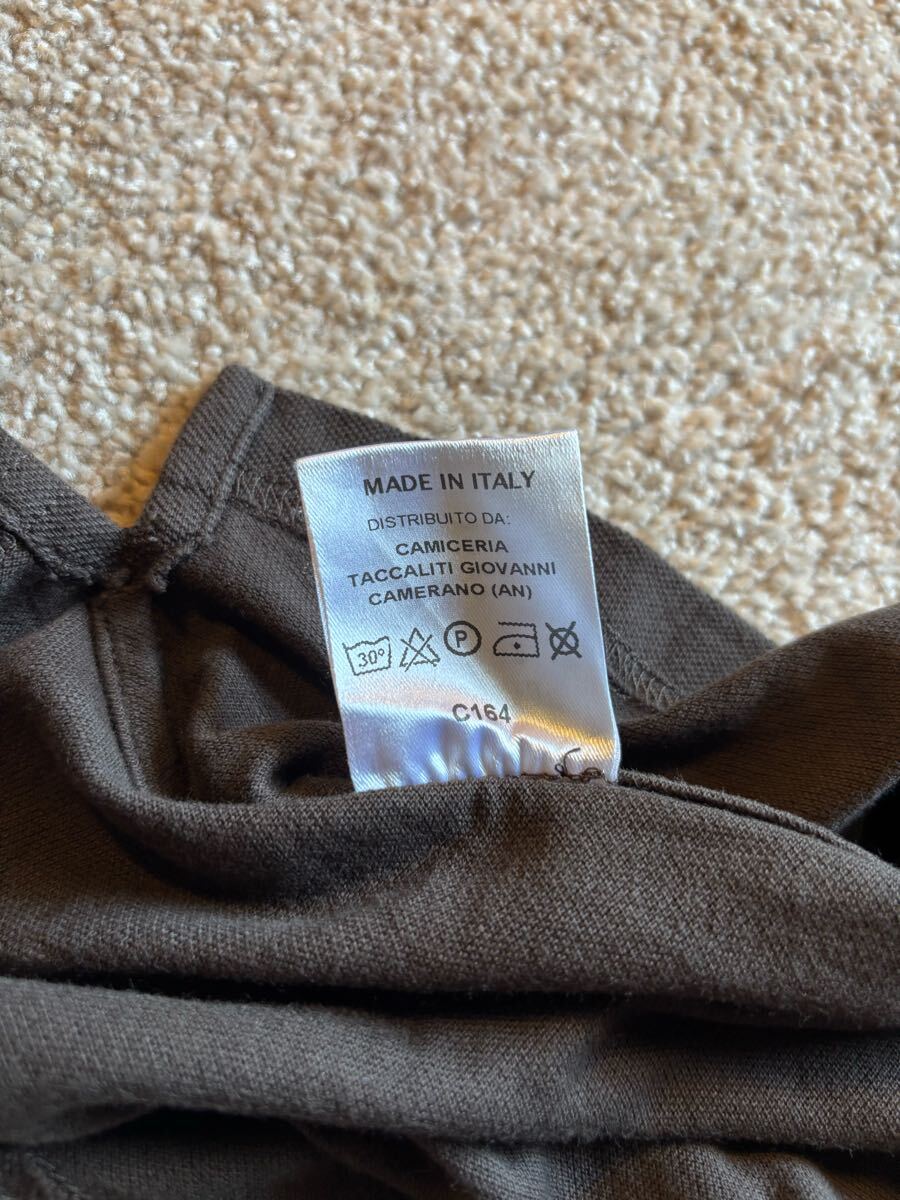 MADE IN ITALY
DISTRIBUITO DA:
CAMICERIA
TACCALITI GIOVANNI
CAMERANO (AN)
30° P
C164